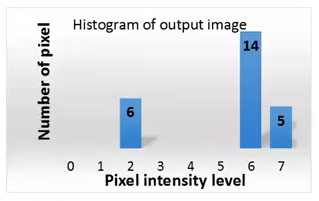 Histogram of output image
Number of pixel
14
6
5
0 1 2 3 4 5 6 7
Pixel intensity level